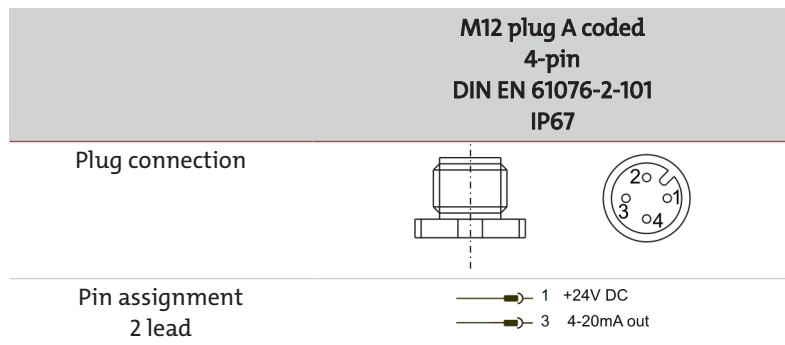 M12 plug A coded
4-pin
DIN EN 61076-2-101
IP67
Plug connection
2
1
3
4
Pin assignment
2 lead
1 +24V DC
3 4-20mA out